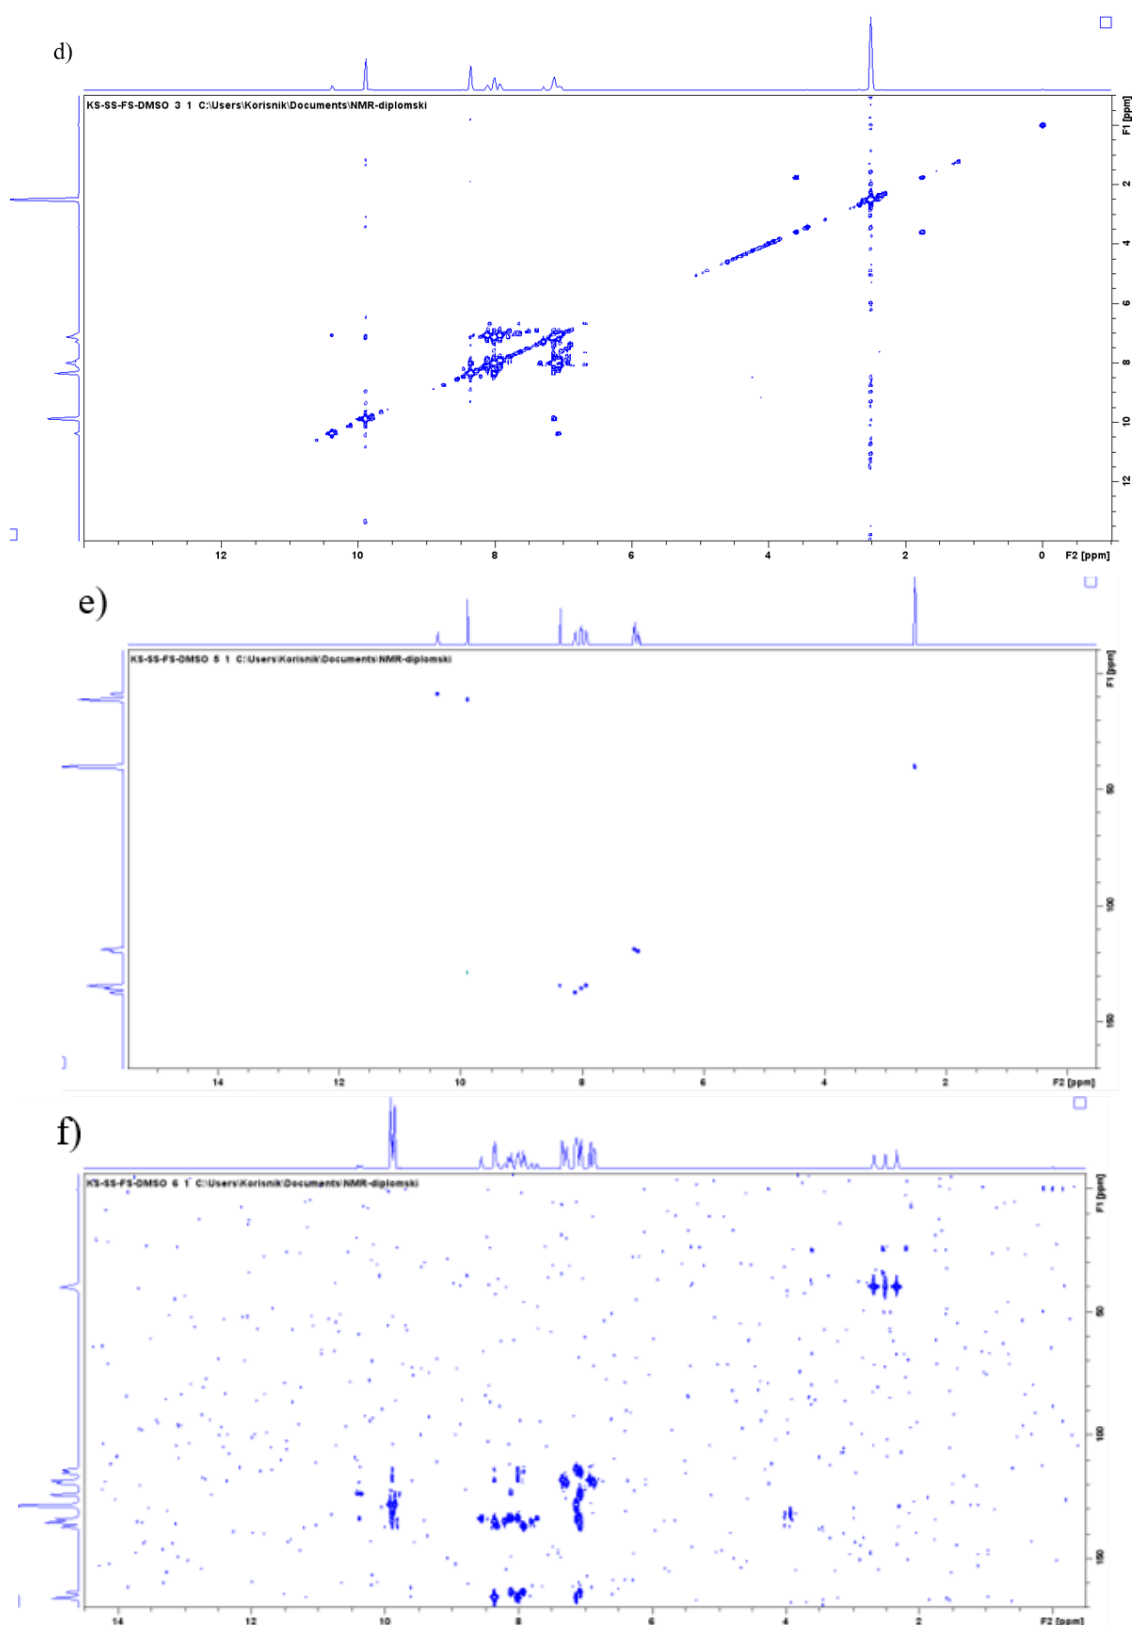 d)
KS-SS-FS-DMSO 3 1 C:\Users\Korisnik\Documents\NMR-diplomski
F1 [ppm]
2
4
6
8
10
12
12 10 8 6 4 2 0 F2 [ppm]
e)
KS-SS-FS-DMSO 5 1 C:\Users\Korisnik\Documents\NMR-diplomski
F1 [ppm]
50
100
150
14 12 10 8 6 4 2 F2 [ppm]
f)
KS-SS-FS-DMSO 6 1 C:\Users\Korisnik\Documents\NMR-diplomski
F1 [ppm]
50
100
150
14 12 10 8 6 4 2 F2 [ppm]